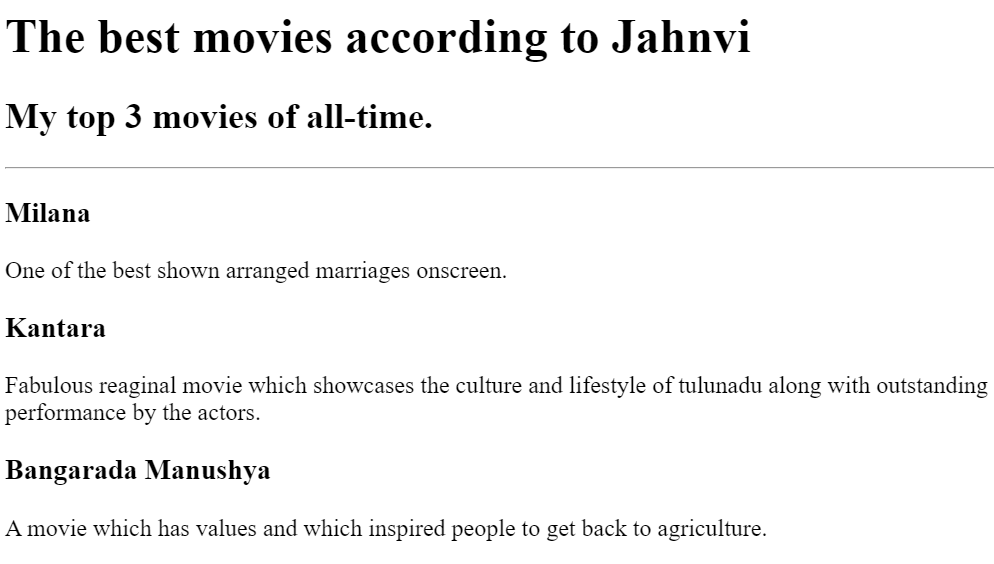 The best movies according to Jahnvi
My top 3 movies of all-time.
Milana
One of the best shown arranged marriages onscreen.
Kantara
Fabulous reaginal movie which showcases the culture and lifestyle of tulunadu along with outstanding
performance by the actors.
Bangarada Manushya
A movie which has values and which inspired people to get back to agriculture.